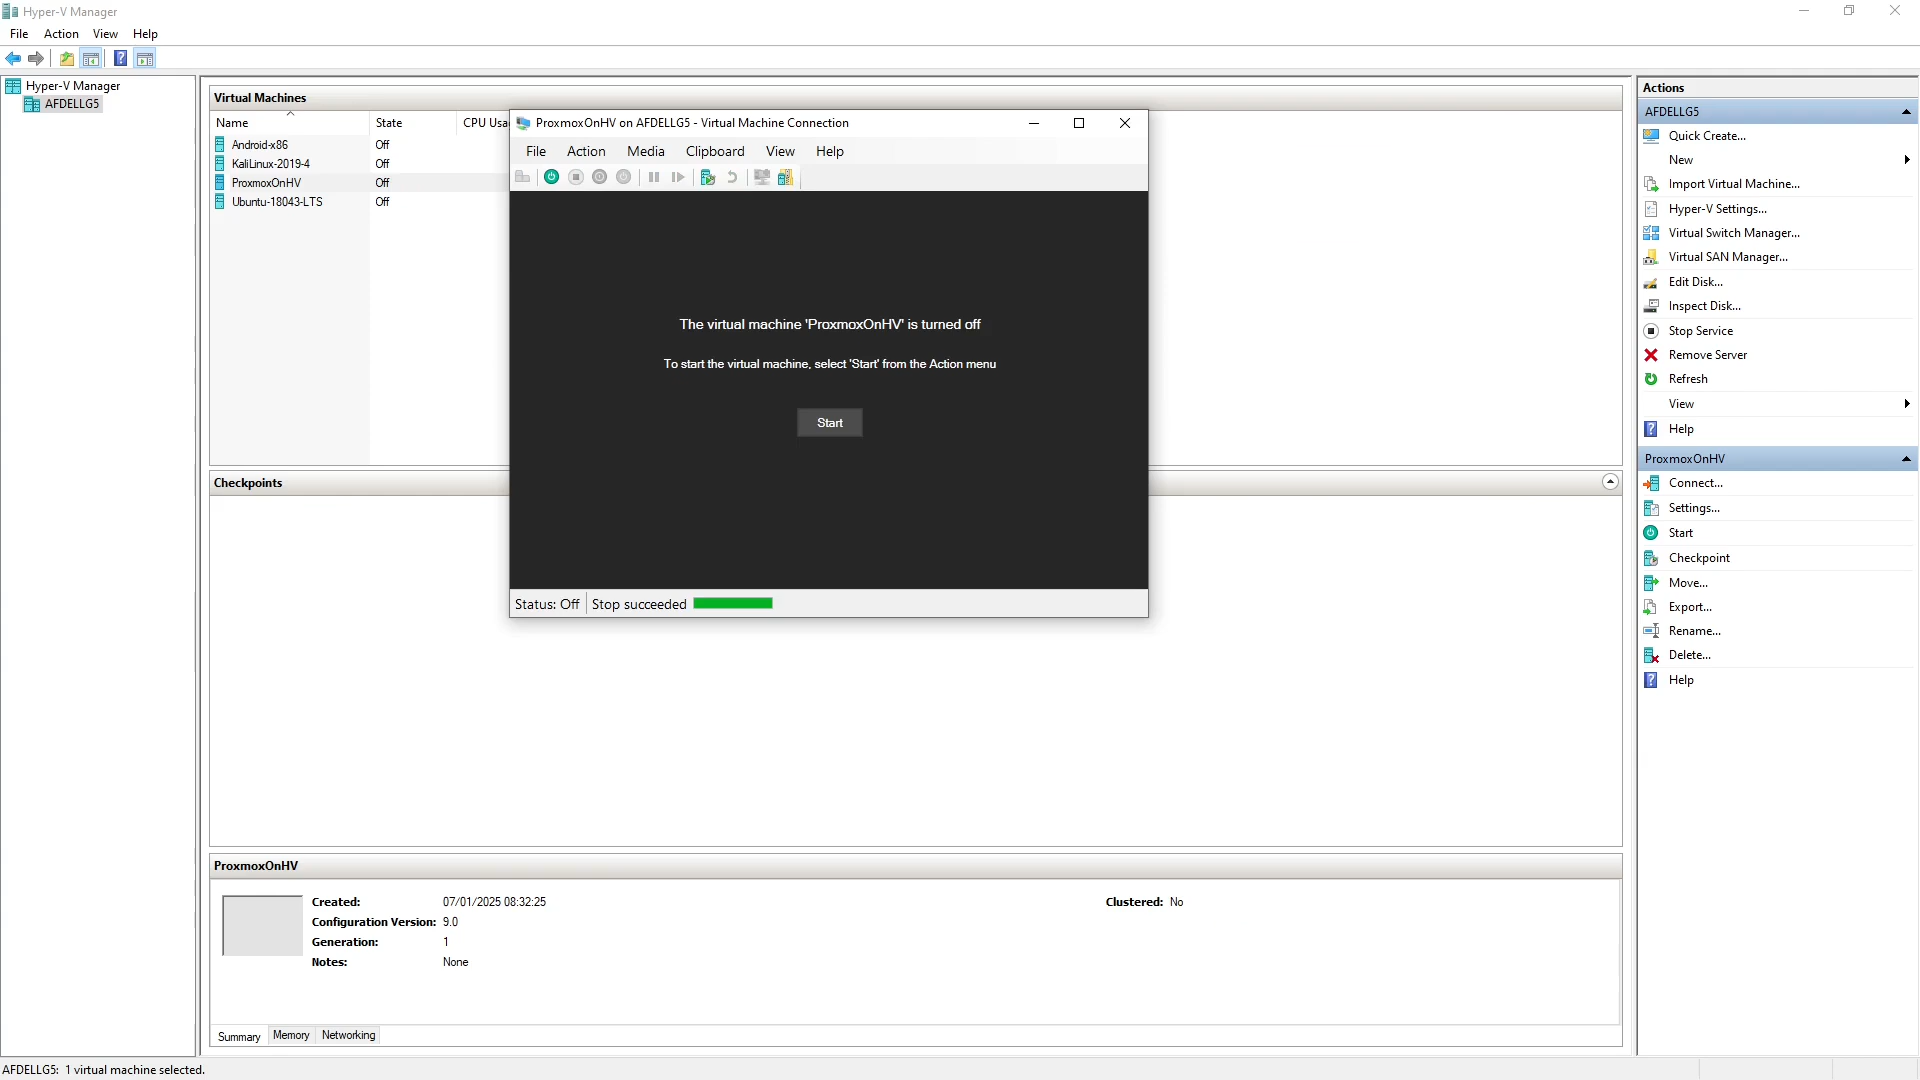 Hyper-V Manager
File Action View Help
Hyper-V Manager
AFDELLG5
Virtual Machines
Name State CPU Usa
Android-x86 Off
KaliLinux-2019-4 Off
ProxmoxOnHV Off
Ubuntu-18043-LTS Off
Checkpoints
ProxmoxOnHV on AFDELLG5 - Virtual Machine Connection
File Action Media Clipboard View Help
The virtual machine 'ProxmoxOnHV' is turned off
To start the virtual machine, select 'Start' from the Action menu
Start
Status: Off Stop succeeded
ProxmoxOnHV
Created: 07/01/2025 08:32:25 Clustered: No
Configuration Version: 9.0
Generation: 1
Notes: None
Summary Memory Networking
Actions
AFDELLG5
Quick Create...
New
Import Virtual Machine...
Hyper-V Settings...
Virtual Switch Manager...
Virtual SAN Manager...
Edit Disk...
Inspect Disk...
Stop Service
Remove Server
Refresh
View
Help
ProxmoxOnHV
Connect...
Settings...
Start
Checkpoint
Move...
Export...
Rename...
Delete...
Help
AFDELLG5: 1 virtual machine selected.